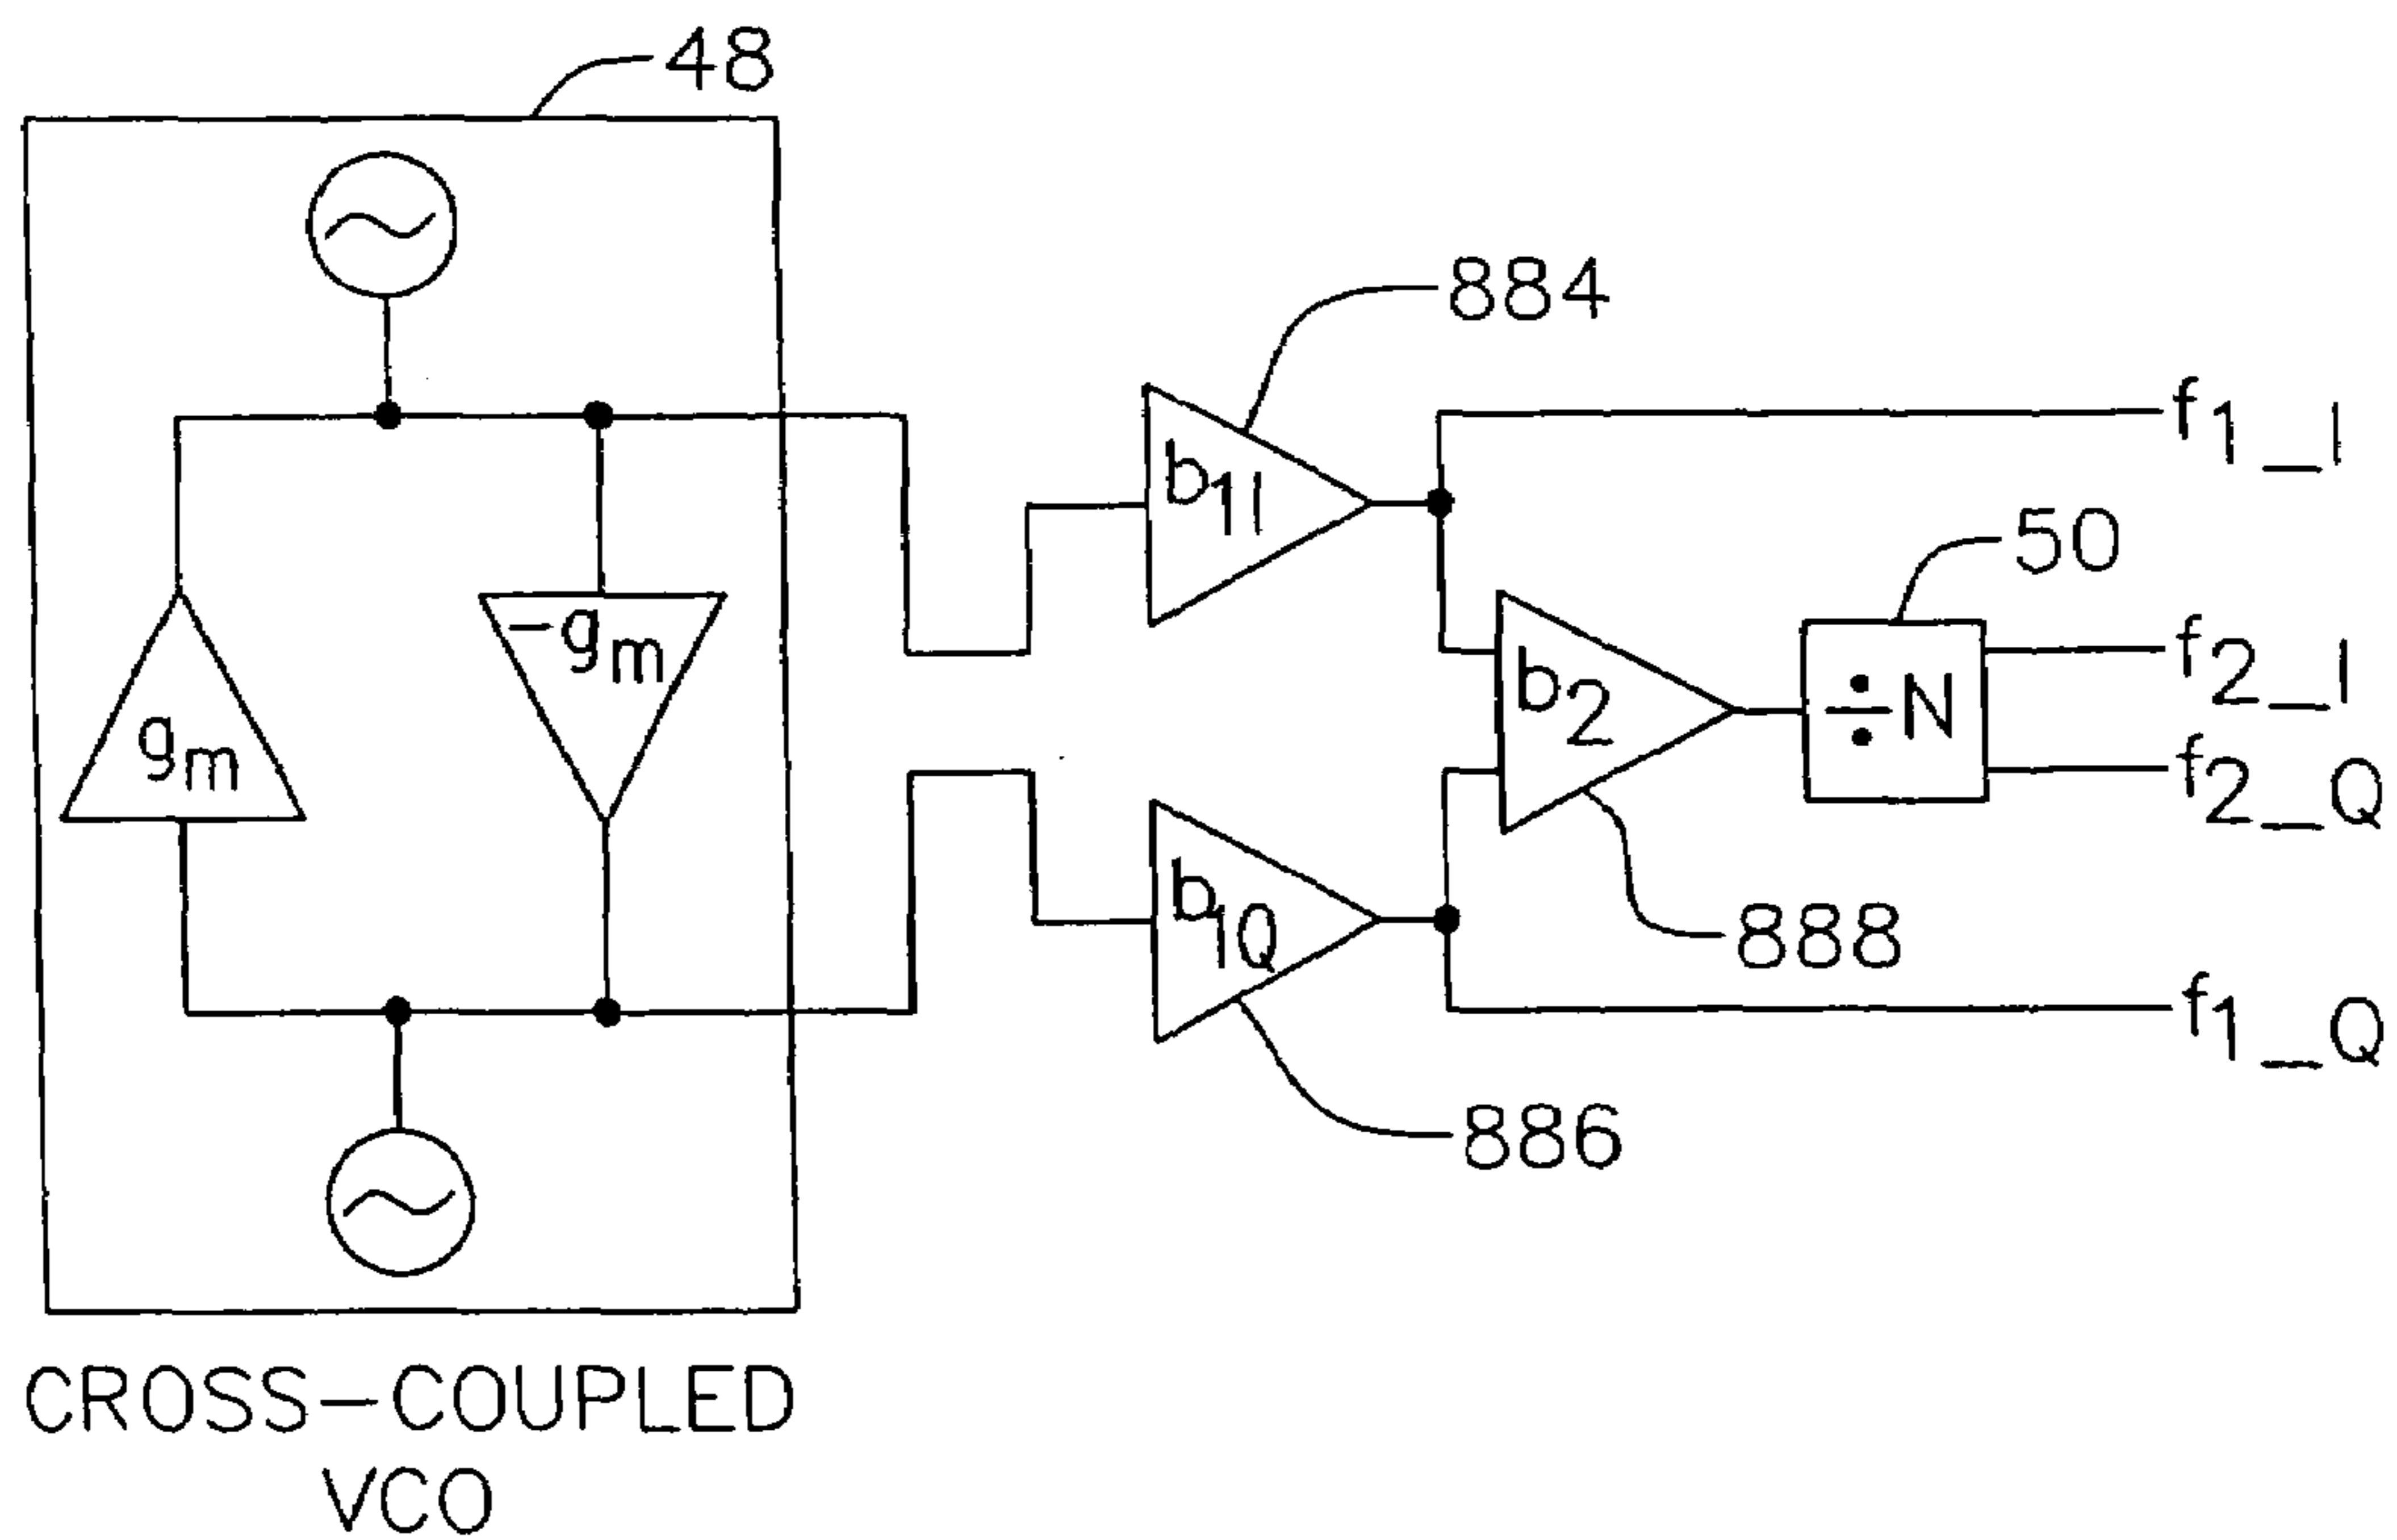 48
884
f1_I
b1I
50
-gm
f2_I
b2
÷N
gm
f2_Q
b1Q
888
f1_Q
886
CROSS-COUPLED
VCO